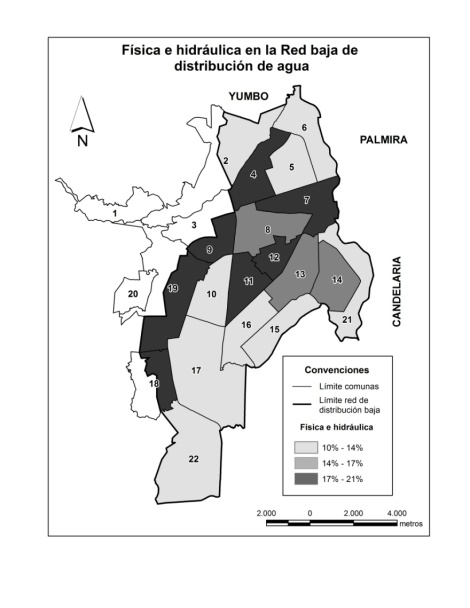 Física e hidráulica en la Red baja de
distribución de agua
YUMBO
N
6
PALMIRA
2
5
4
7
1
3
8
9
12
13
14
20
19
10
11
CANDELARIA
21
16
15
17
18
22
Convenciones
Límite comunas
Límite red de
distribución baja
Física e hidráulica
10% - 14%
14% - 17%
17% - 21%
2.000 0 2.000 4.000
metros